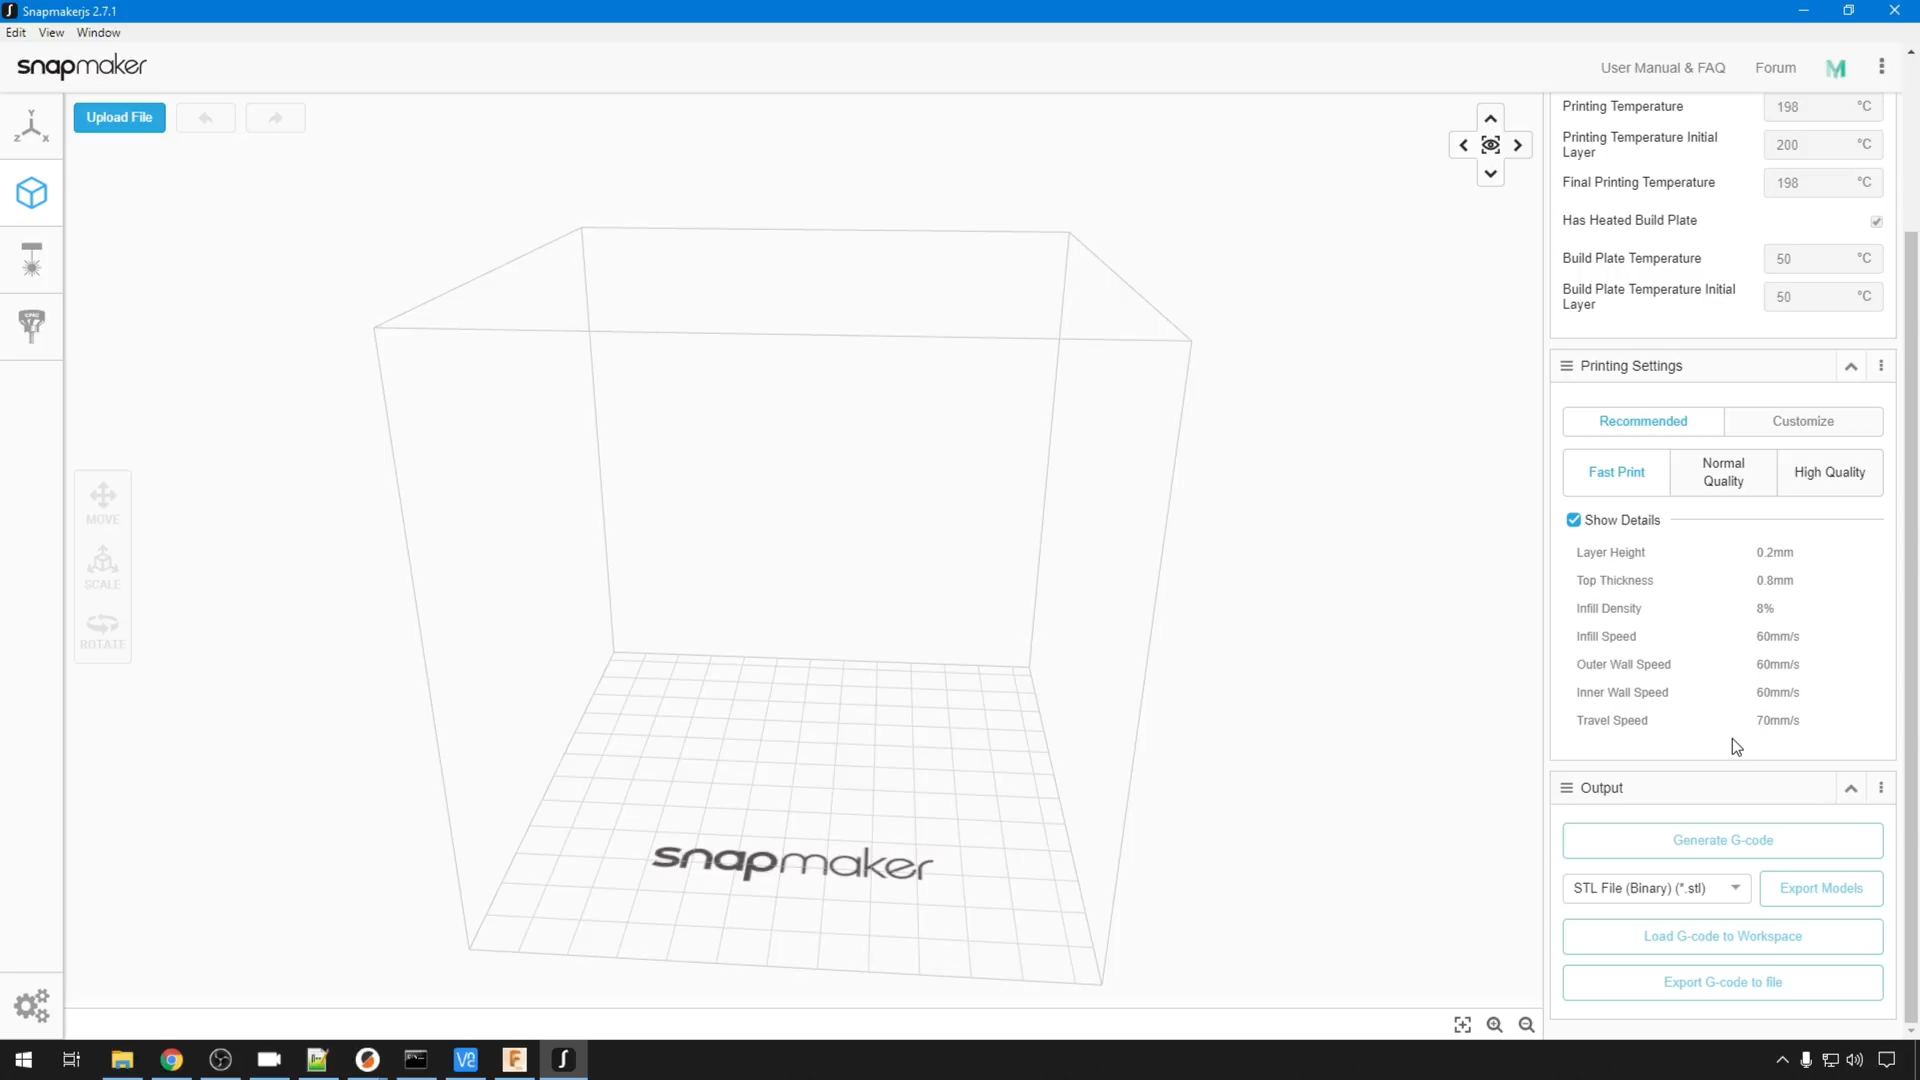 Snapmakerjs 2.7.1
Edit View Window
snapmaker
User Manual & FAQ Forum
Upload File
Y
Z X
CNC
MOVE
SCALE
ROTATE
snapmaker
Printing Temperature 198 °C
Printing Temperature Initial
Layer 200 °C
Final Printing Temperature 198 °C
Has Heated Build Plate
Build Plate Temperature 50 °C
Build Plate Temperature Initial
Layer 50 °C
Printing Settings
Recommended Customize
Fast Print Normal Quality High Quality
Show Details
Layer Height 0.2mm
Top Thickness 0.8mm
Infill Density 8%
Infill Speed 60mm/s
Outer Wall Speed 60mm/s
Inner Wall Speed 60mm/s
Travel Speed 70mm/s
Output
Generate G-code
STL File (Binary) (*.stl) Export Models
Load G-code to Workspace
Export G-code to file